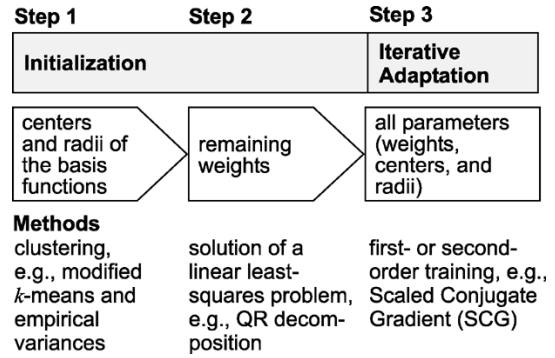 Step 1
Step 2
Step 3
Initialization
Iterative
Adaptation
centers
and radii of
the basis
functions
remaining
weights
all parameters
(weights,
centers, and
radii)
Methods
clustering,
e.g., modified
k-means and
empirical
variances
solution of a
linear least-
squares problem,
e.g., QR decom-
position
first- or second-
order training, e.g.,
Scaled Conjugate
Gradient (SCG)